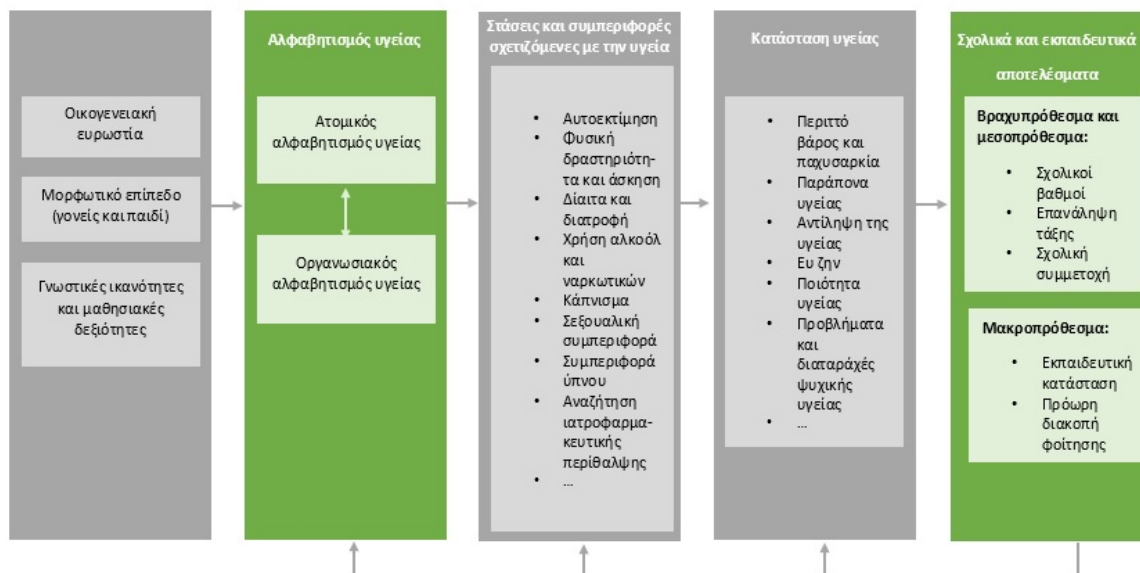 Οικογενειακή
ευρωστία
Μορφωτικό επίπεδο
(γονείς και παιδί)
Γνωστικές ικανότητες
και μαθησιακές
δεξιότητες
Αλφαβητισμός υγείας
Ατομικός
αλφαβητισμός υγείας
Οργανωσιακός
αλφαβητισμός υγείας
Στάσεις και συμπεριφορές
σχετιζόμενες με την υγεία
• Αυτοεκτίμηση
• Φυσική
δραστηριότη-
τα και άσκηση
• Δίαιτα και
διατροφή
• Χρήση αλκοόλ
και
ναρκωτικών
• Κάπνισμα
• Σεξουαλική
συμπεριφορά
• Συμπεριφορά
ύπνου
• Αναζήτηση
ιατροφαρμα-
κευτικής
περίθαλψης
• ...
Κατάσταση υγείας
• Περιττό
βάρος και
παχυσαρκία
• Παράπονα
υγείας
• Αντίληψη της
υγείας
• Ευ ζην
• Ποιότητα
υγείας
• Προβλήματα
και
διαταράχές
ψυχικής
υγείας
• ...
Σχολικά και εκπαιδευτικά
αποτελέσματα
Βραχυπρόθεσμα και
μεσοπρόθεσμα:
• Σχολικοί
βαθμοί
• Επανάληψη
τάξης
• Σχολική
συμμετοχή
Μακροπρόθεσμα:
• Εκπαιδευτική
κατάσταση
• Πρόωρη
διακοπή
φοίτησης